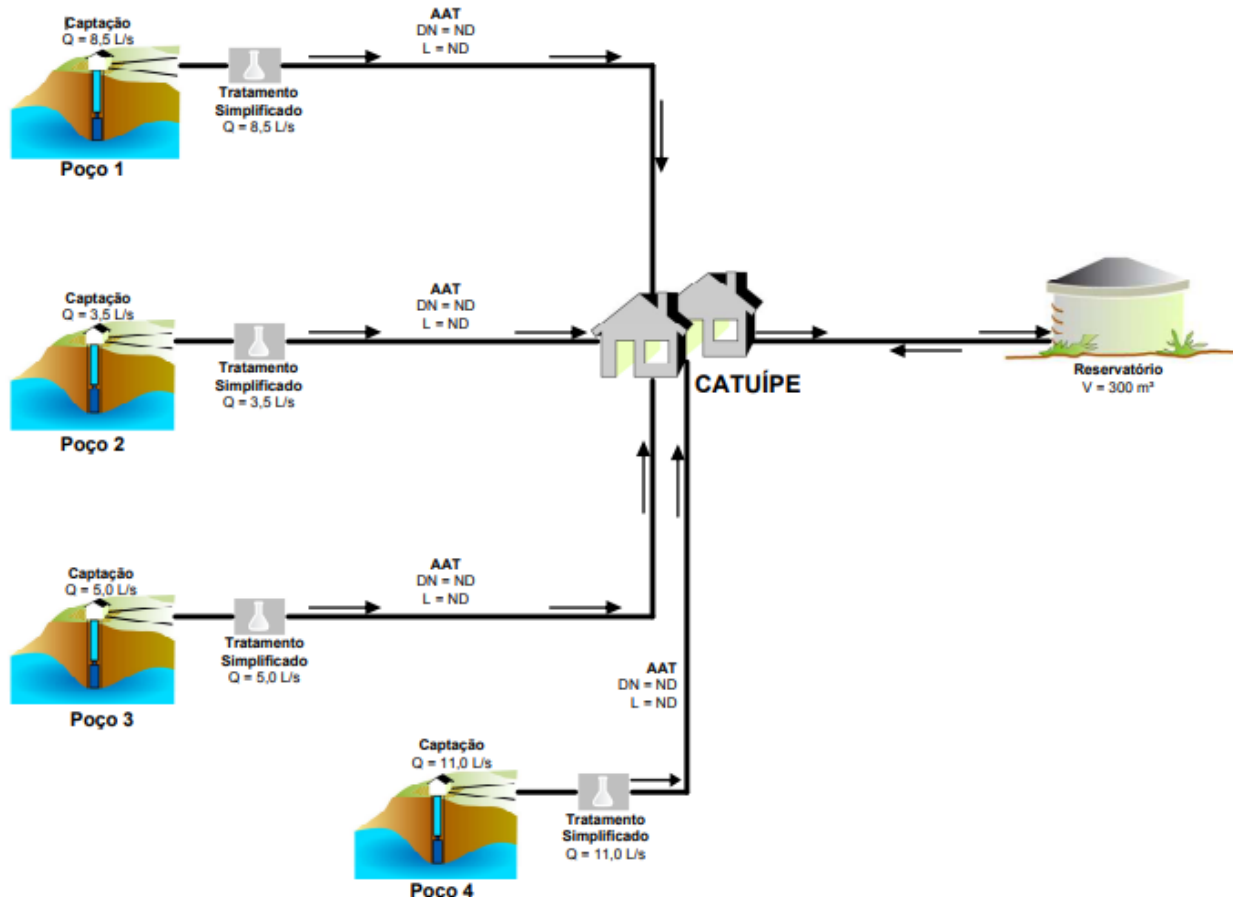 Captação
Q = 8,5 L/s
Tratamento
Simplificado
Q = 8,5 L/s
AAT
DN = ND
L = ND
Poço 1
Captação
Q = 3,5 L/s
Tratamento
Simplificado
Q = 3,5 L/s
AAT
DN = ND
L = ND
Poço 2
CATUÍPE
Reservatório
V = 300 m³
Captação
Q = 5,0 L/s
Tratamento
Simplificado
Q = 5,0 L/s
AAT
DN = ND
L = ND
Poço 3
AAT
DN = ND
L = ND
Captação
Q = 11,0 L/s
Tratamento
Simplificado
Q = 11,0 L/s
Poço 4